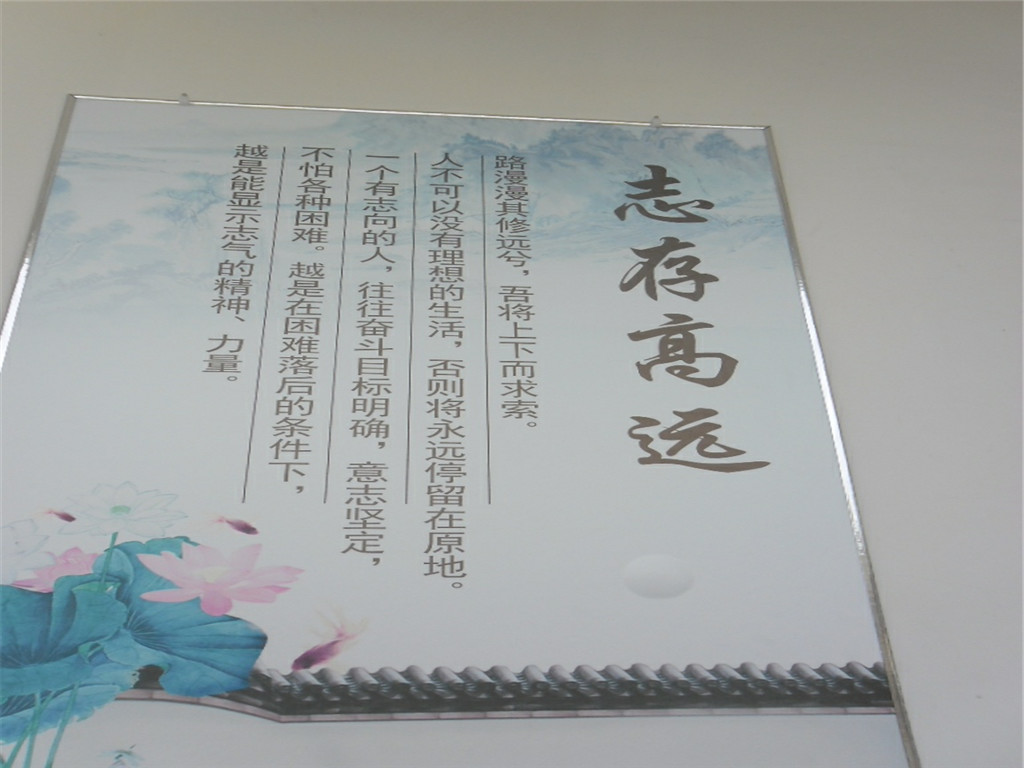 志存高远
路漫漫其修远兮，吾将上下而求索。
人不可以没有理想的生活，否则将永远停留在原地。
一个有志向的人，往往奋斗目标明确，意志坚定，
不怕各种困难。越是在困难落后的条件下，
越是能显示志气的精神、力量。